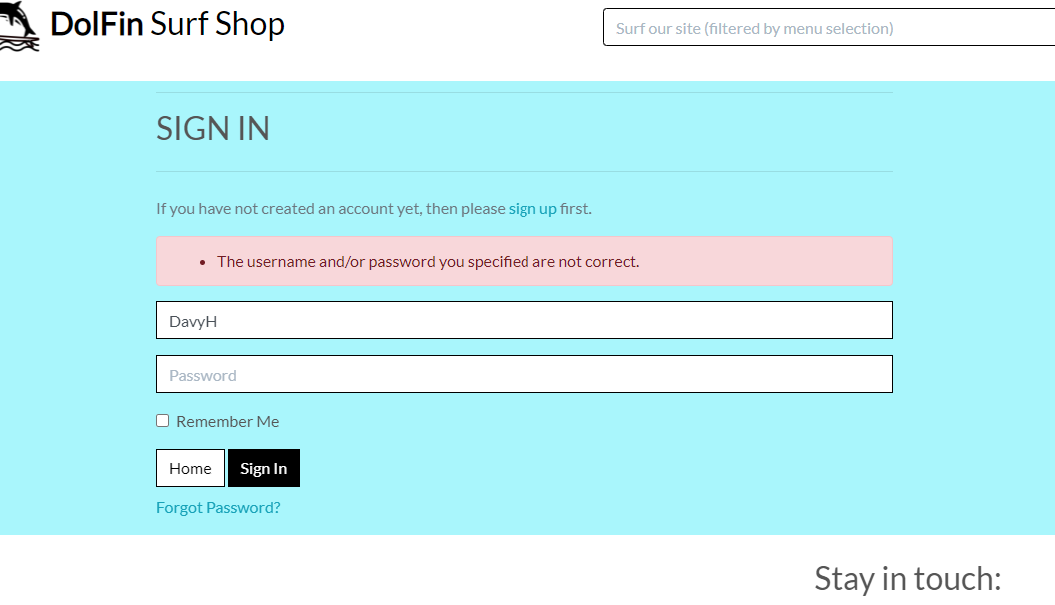 DolFin Surf Shop
Surf our site (filtered by menu selection)
SIGN IN
If you have not created an account yet, then please sign up first.
The username and/or password you specified are not correct.
DavyH
Password
Remember Me
Home Sign In
Forgot Password?
Stay in touch: